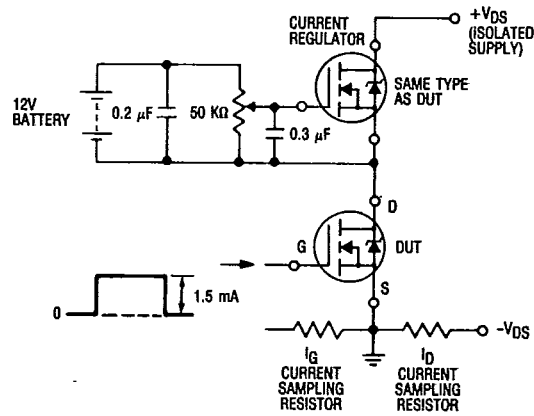 CURRENT
REGULATOR
+VDS
(ISOLATED
SUPPLY)
SAME TYPE
AS DUT
12V
BATTERY
0.2 µF
50 KΩ
0.3 µF
D
G
DUT
S
1.5 mA
0
IG
CURRENT
SAMPLING
RESISTOR
ID
CURRENT
SAMPLING
RESISTOR
-VDS